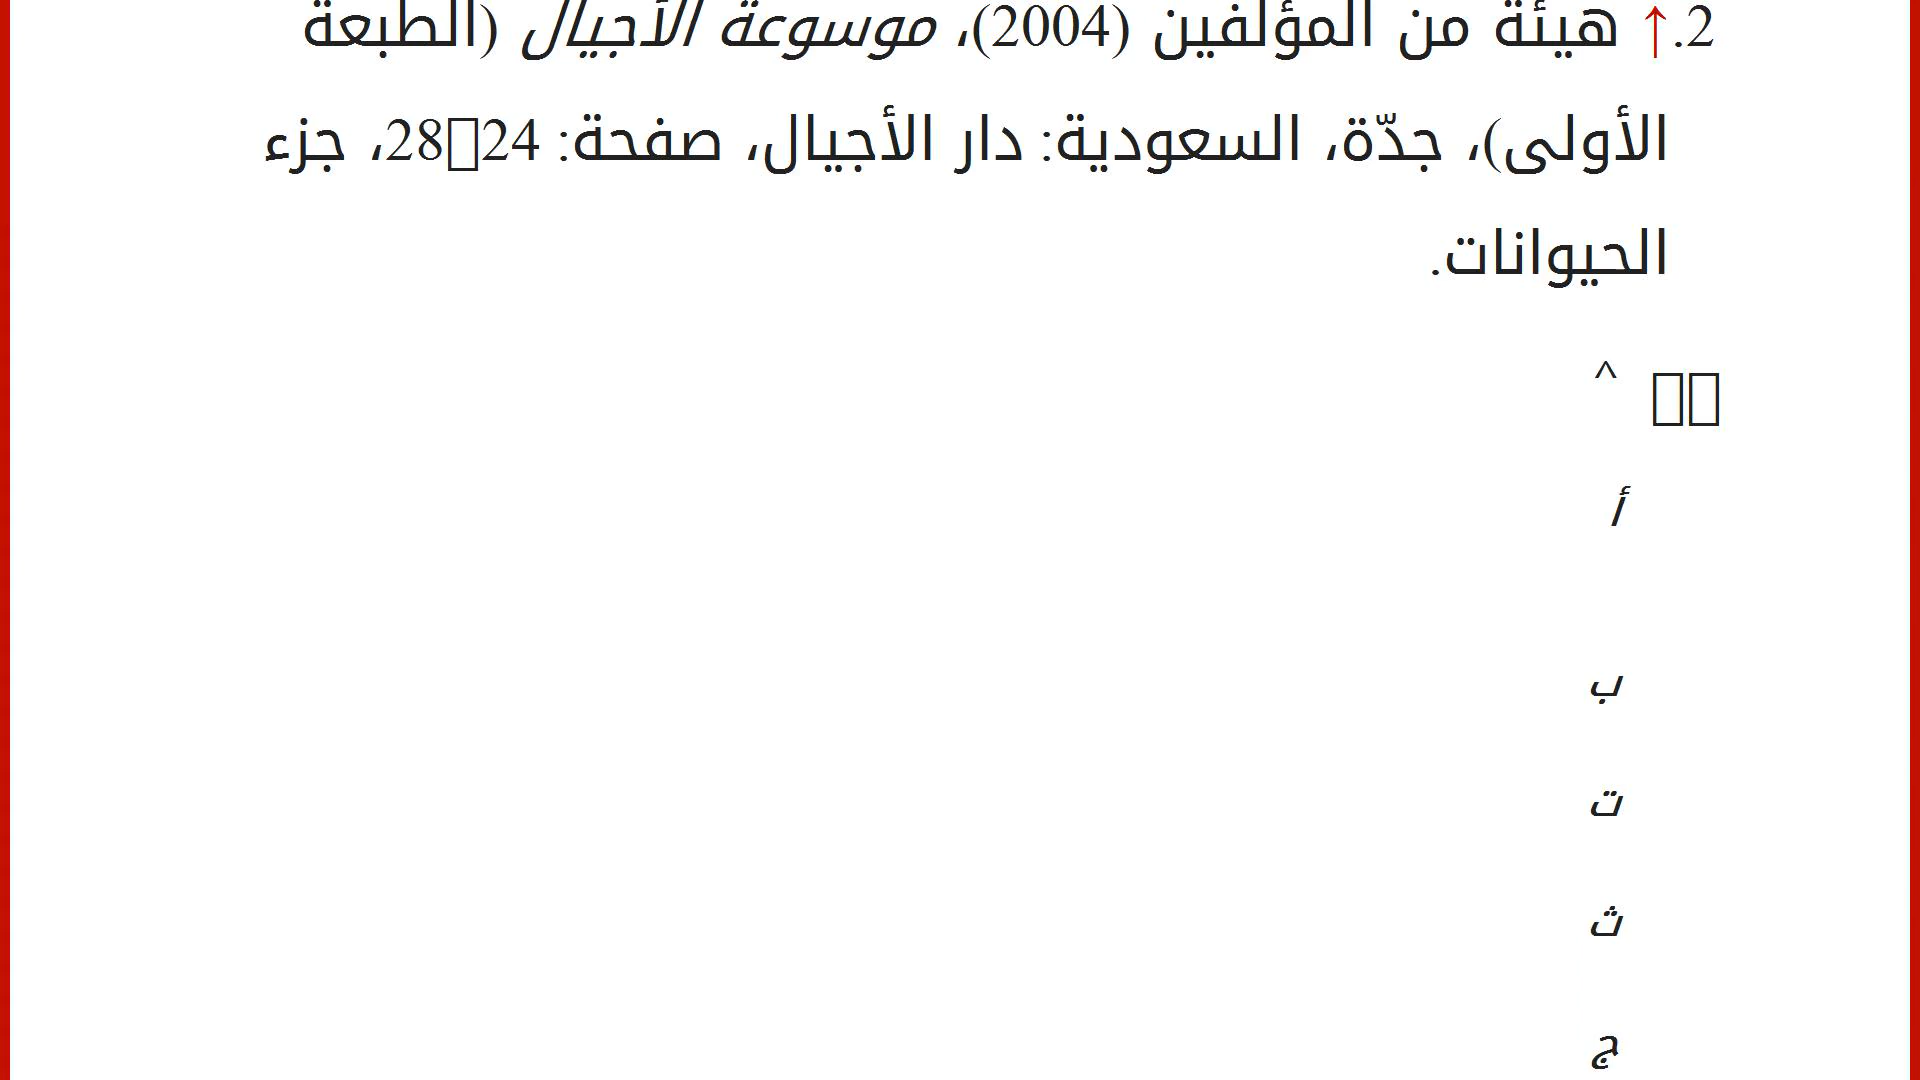 2. ↑ هيئة من المؤلفين (2004)، موسوعة الأجيال (الطبعة
الأولى)، جدّة، السعودية: دار الأجيال، صفحة: 24▯28، جزء
الحيوانات.
▯▯ ^
أ
ب
ت
ث
ج